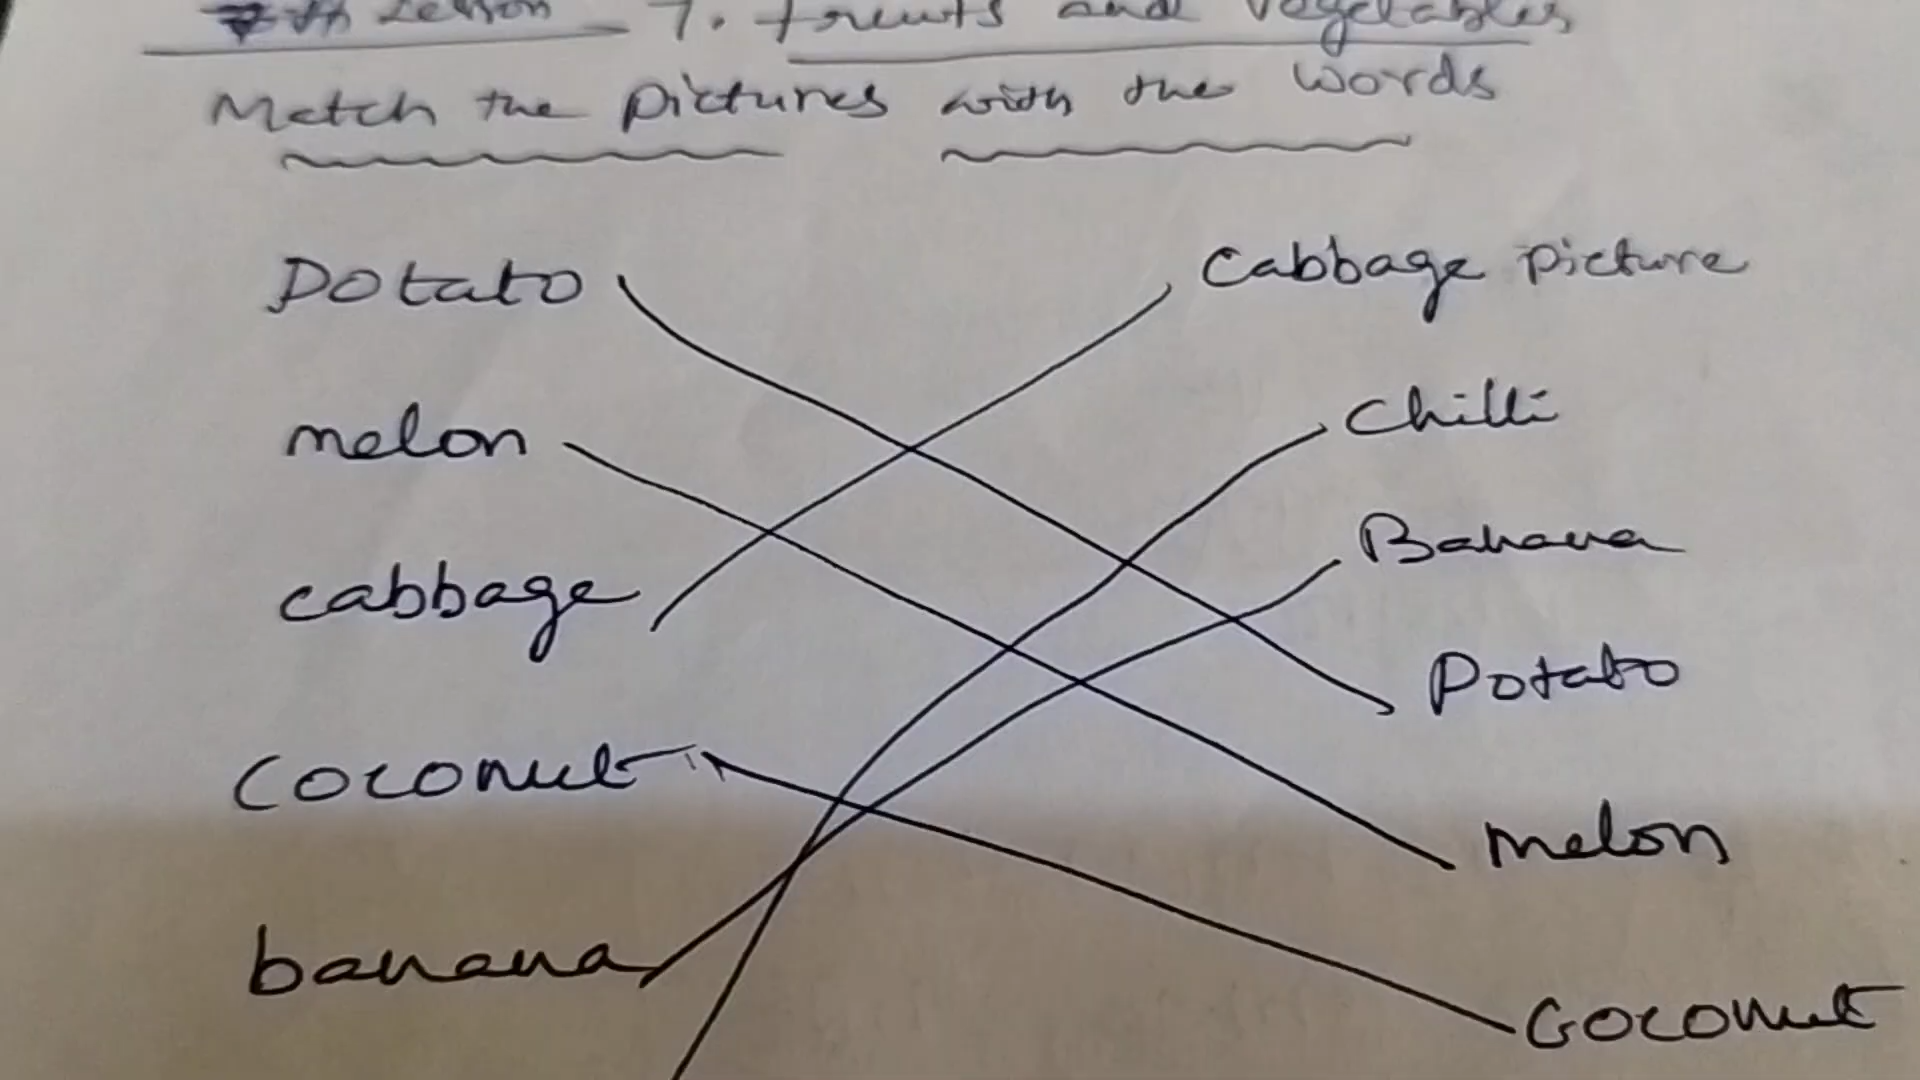 Lesson - 7. Fruits and Vegetables
Match the Pictures with the Words
Potato Cabbage Picture
melon Chilli
cabbage Banana
Coconut Potato
banana Melon
Coconut